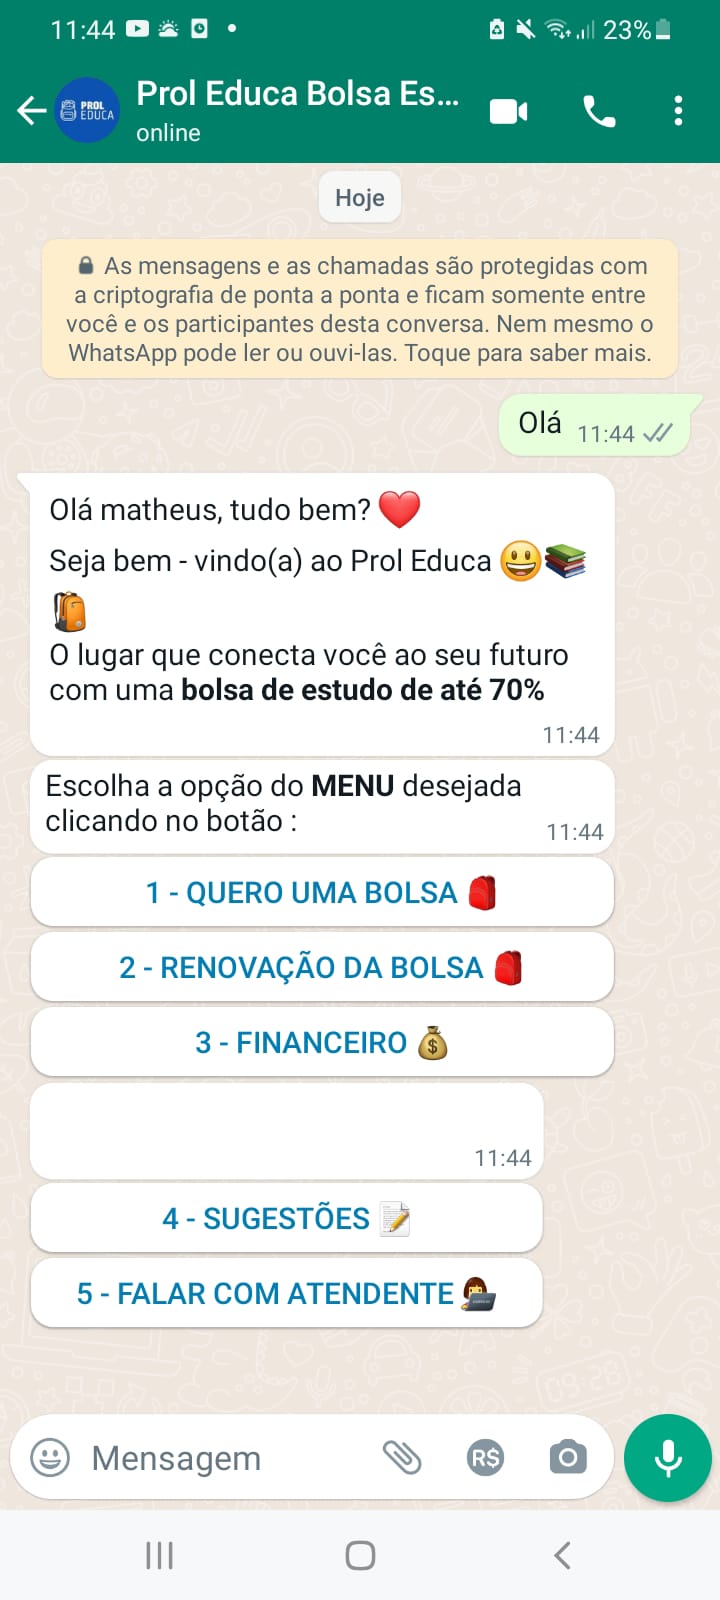 11:44
23%
PROL
EDUCA
Prol Educa Bolsa Es...
online
Hoje
As mensagens e as chamadas são protegidas com
a criptografia de ponta a ponta e ficam somente entre
você e os participantes desta conversa. Nem mesmo o
WhatsApp pode ler ou ouvi-las. Toque para saber mais.
Olá 11:44
Olá matheus, tudo bem? ❤️
Seja bem - vindo(a) ao Prol Educa 😃📚
🎒
O lugar que conecta você ao seu futuro
com uma bolsa de estudo de até 70%
11:44
Escolha a opção do MENU desejada
clicando no botão :
11:44
1 - QUERO UMA BOLSA 🎒
2 - RENOVAÇÃO DA BOLSA 🎒
3 - FINANCEIRO 💰
11:44
4 - SUGESTÕES 📝
5 - FALAR COM ATENDENTE 👩‍💻
Mensagem
R$